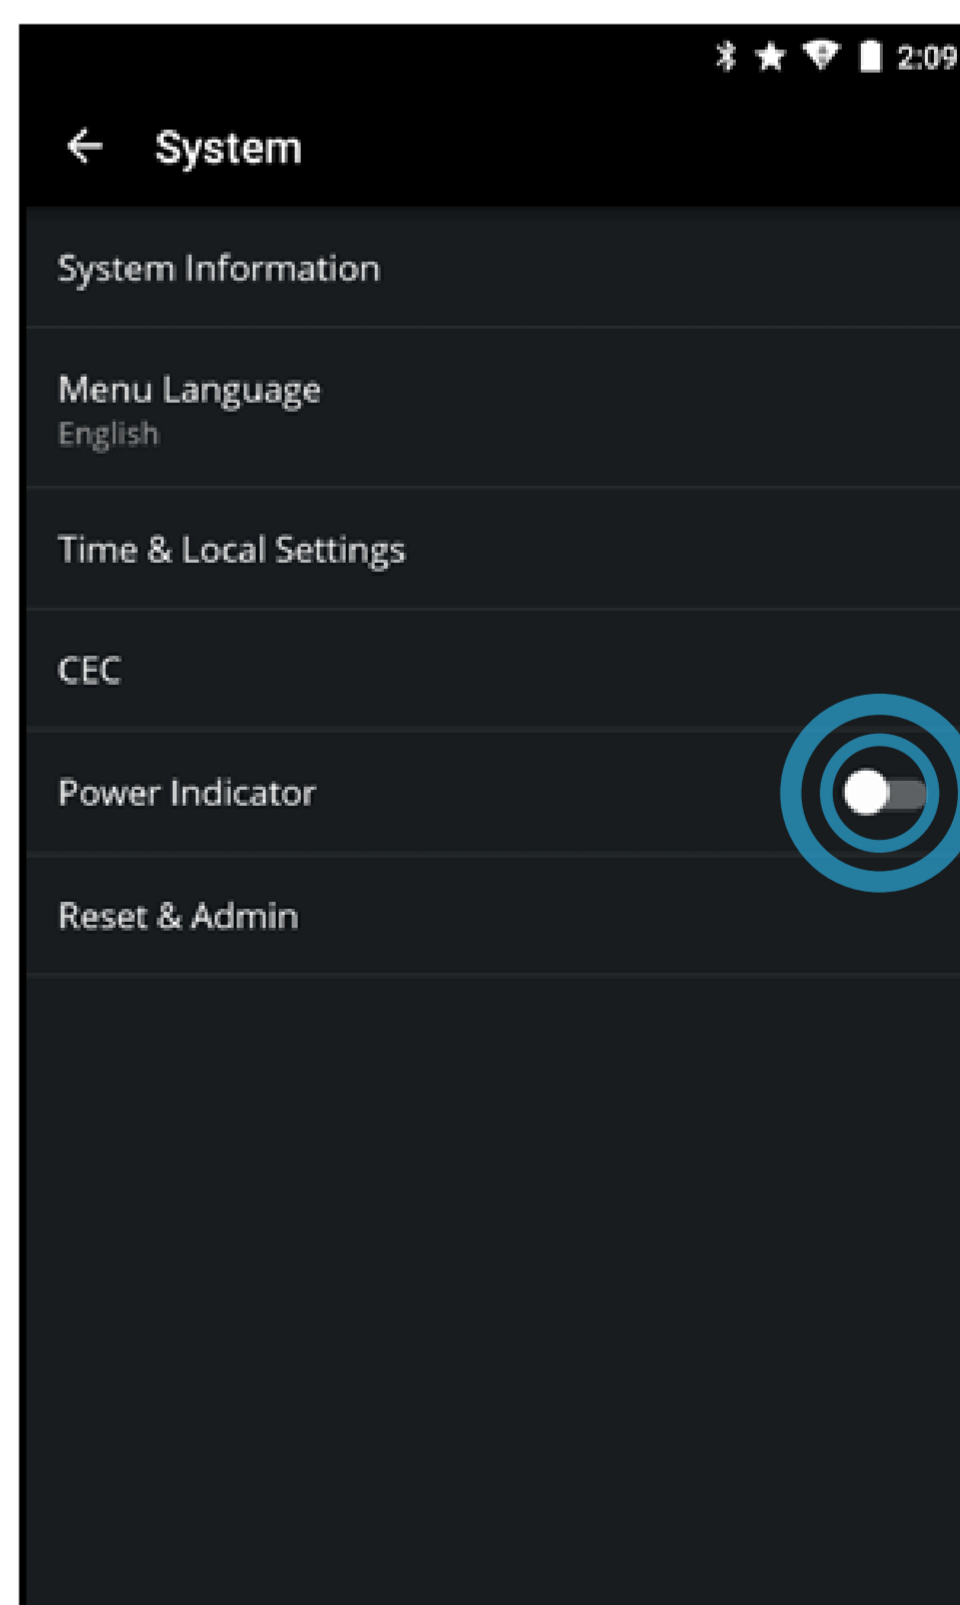 2:09
System
System Information
Menu Language
English
Time & Local Settings
CEC
Power Indicator
Reset & Admin